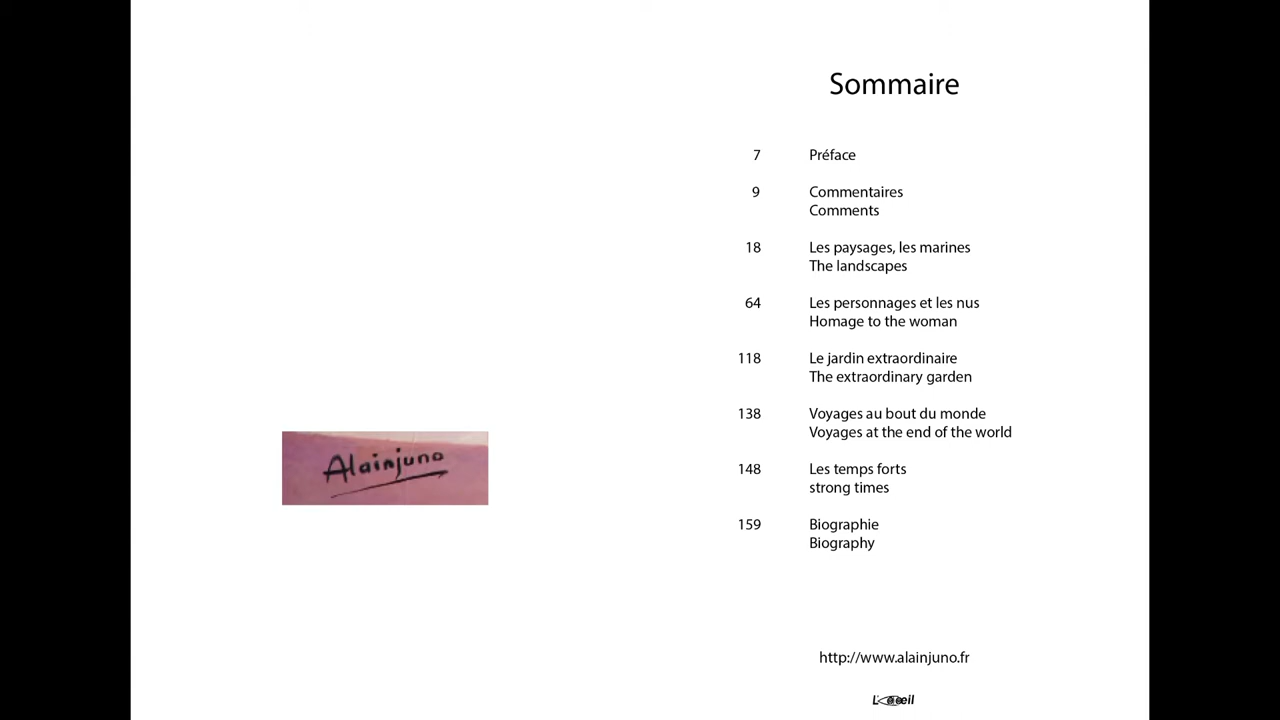 Sommaire
7 Préface
9 Commentaires
Comments
18 Les paysages, les marines
The landscapes
64 Les personnages et les nus
Homage to the woman
118 Le jardin extraordinaire
The extraordinary garden
138 Voyages au bout du monde
Voyages at the end of the world
148 Les temps forts
strong times
159 Biographie
Biography
Alainjuno
http://www.alainjuno.fr